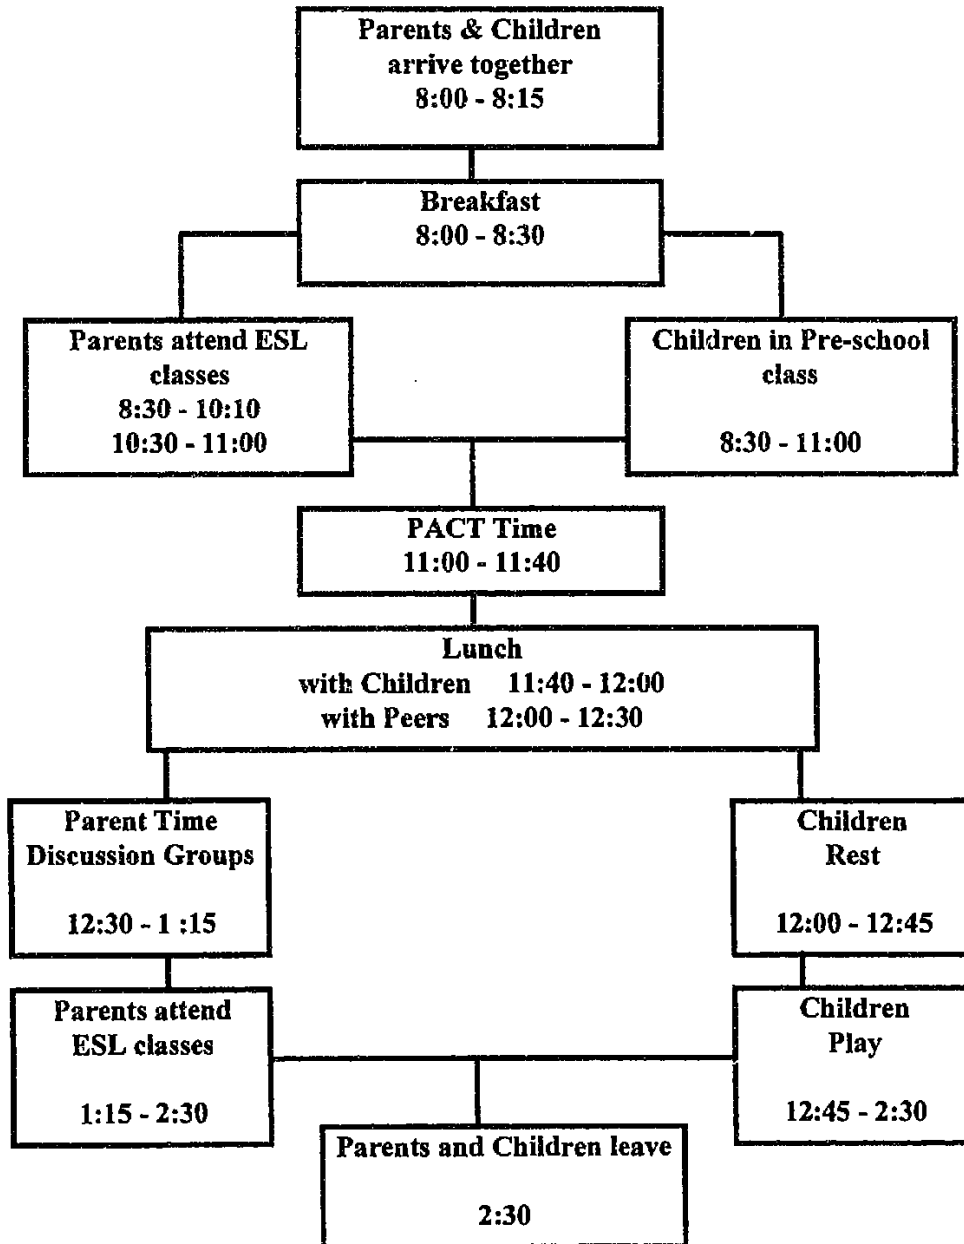 Parents & Children
arrive together
8:00 - 8:15
Breakfast
8:00 - 8:30
Parents attend ESL
classes
8:30 - 10:10
10:30 - 11:00
Children in Pre-school
class
8:30 - 11:00
PACT Time
11:00 - 11:40
Lunch
with Children 11:40 - 12:00
with Peers 12:00 - 12:30
Parent Time
Discussion Groups
12:30 - 1 :15
Children
Rest
12:00 - 12:45
Parents attend
ESL classes
1:15 - 2:30
Children
Play
12:45 - 2:30
Parents and Children leave
2:30